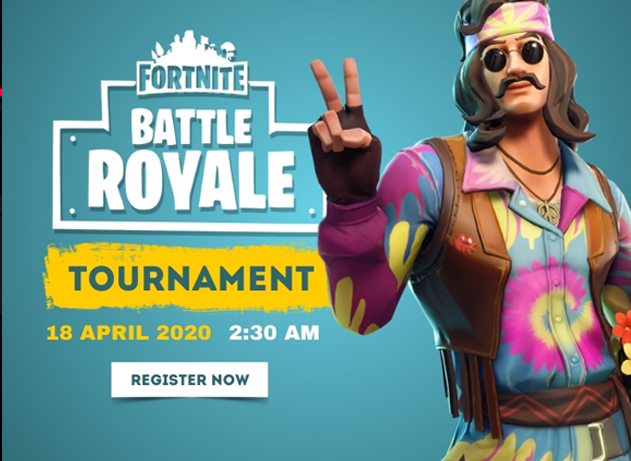 FORTNITE
BATTLE
ROYALE
TOURNAMENT
18 APRIL 2020 2:30 AM
REGISTER NOW